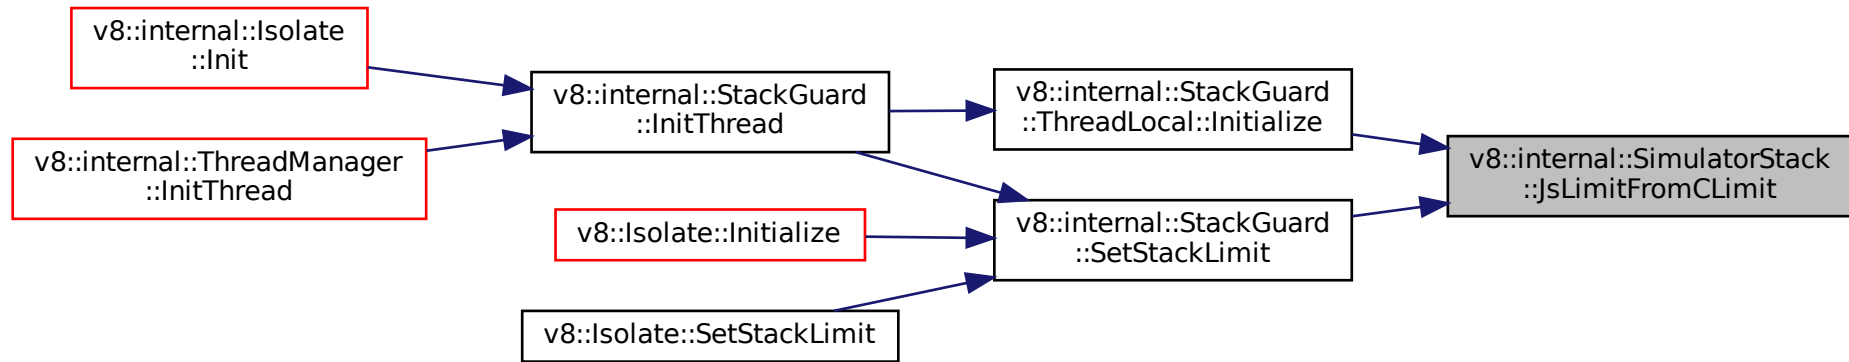 v8::internal::Isolate
::Init
v8::internal::ThreadManager
::InitThread
v8::internal::StackGuard
::InitThread
v8::Isolate::Initialize
v8::Isolate::SetStackLimit
v8::internal::StackGuard
::ThreadLocal::Initialize
v8::internal::StackGuard
::SetStackLimit
v8::internal::SimulatorStack
::JsLimitFromCLimit